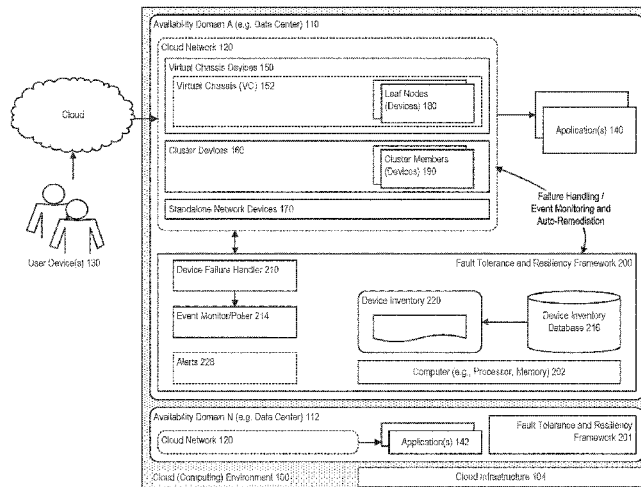 Availability Domain A (e.g. Data Center) 110
Cloud Network 120
Virtual Chassis Devices 150
Virtual Chassis (VC) 152
Leaf Nodes
(Devices) 180
Cloud
Application(s) 140
Cluster Devices 160
Cluster Members
(Devices) 190
Standalone Network Devices 170
Failure Handling /
Event Monitoring and
Auto-Remediation
User Device(s) 130
Device Failure Handler 210
Fault Tolerance and Resiliency Framework 200
Event Monitor/Poller 214
Device Inventory 220
Device Inventory
Database 216
Alerts 228
Computer (e.g., Processor, Memory) 202
Availability Domain N (e.g. Data Center) 112
Cloud Network 120
Application(s) 142
Fault Tolerance and Resiliency
Framework 201
Cloud (Computing) Environment 100
Cloud Infrastructure 104